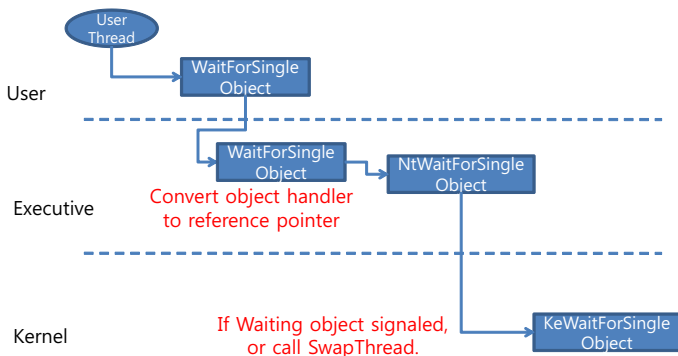 User
Thread
WaitForSingle
Object
User
WaitForSingle
Object
NtWaitForSingle
Object
Convert object handler
to reference pointer
Executive
If Waiting object signaled,
or call SwapThread.
KeWaitForSingle
Object
Kernel